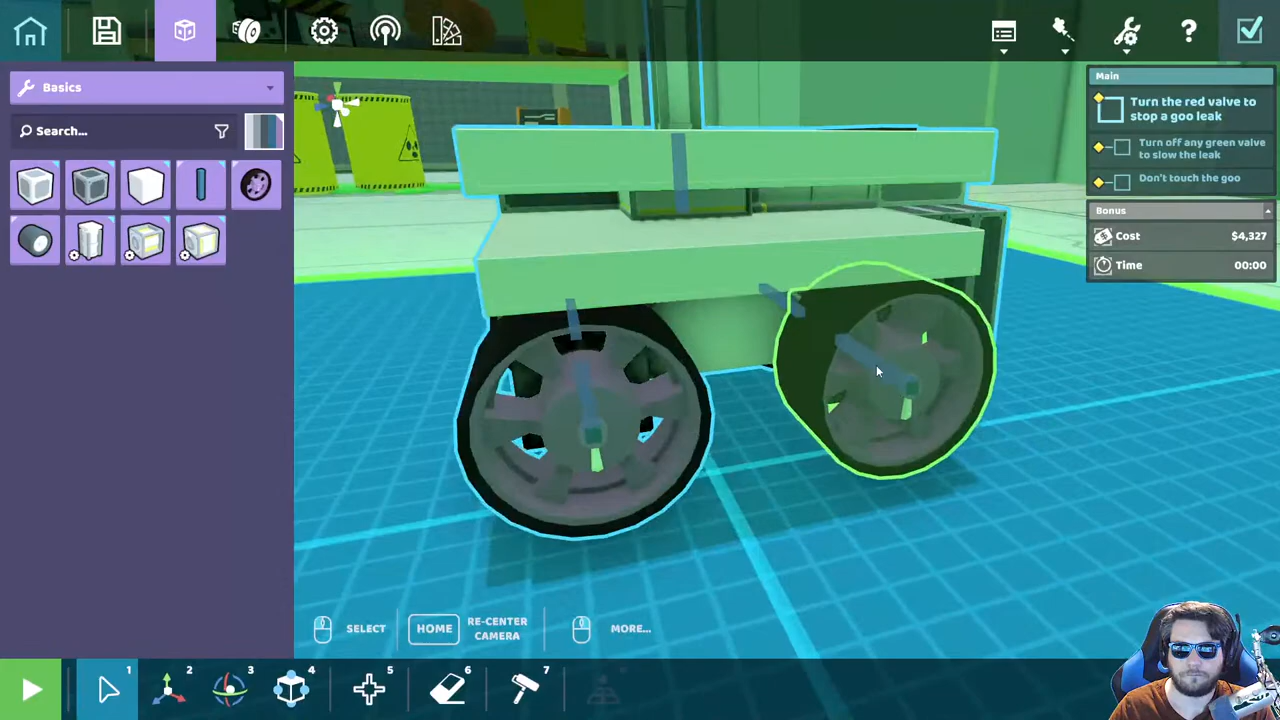 Basics
Search...
Main
Turn the red valve to
stop a goo leak
Turn off any green valve
to slow the leak
Don't touch the goo
Bonus
Cost $4,327
Time 00:00
SELECT
HOME
RE-CENTER
CAMERA
MORE...
1
2
3
4
5
6
7